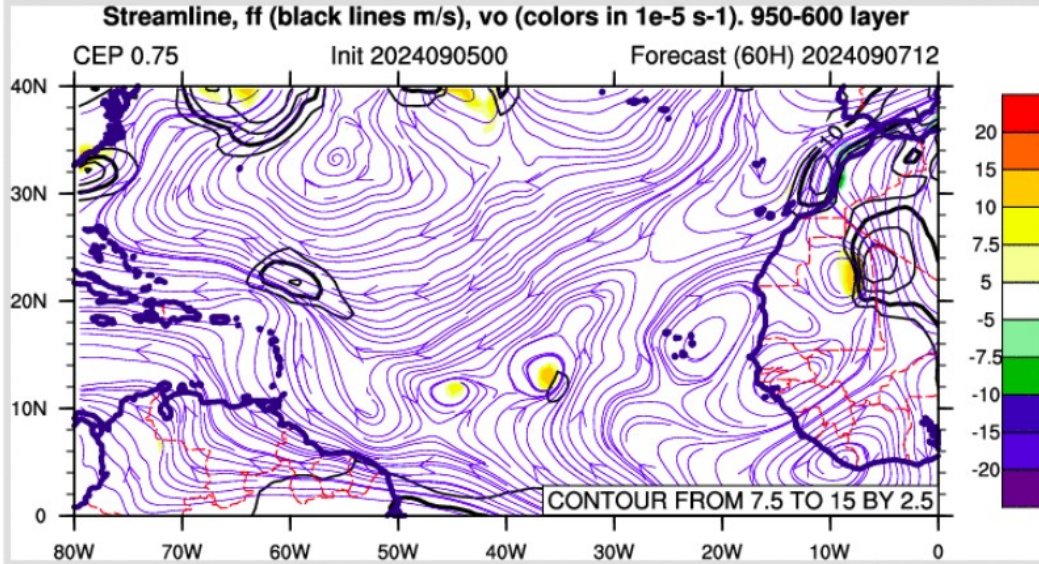 Streamline, ff (black lines m/s), vo (colors in 1e-5 s-1). 950-600 layer
CEP 0.75 Init 2024090500 Forecast (60H) 2024090712
40N
30N
20N
10N
0
10
CONTOUR FROM 7.5 TO 15 BY 2.5
80W 70W 60W 50W 40W 30W 20W 10W 0
20
15
10
7.5
5
-5
-7.5
-10
-15
-20